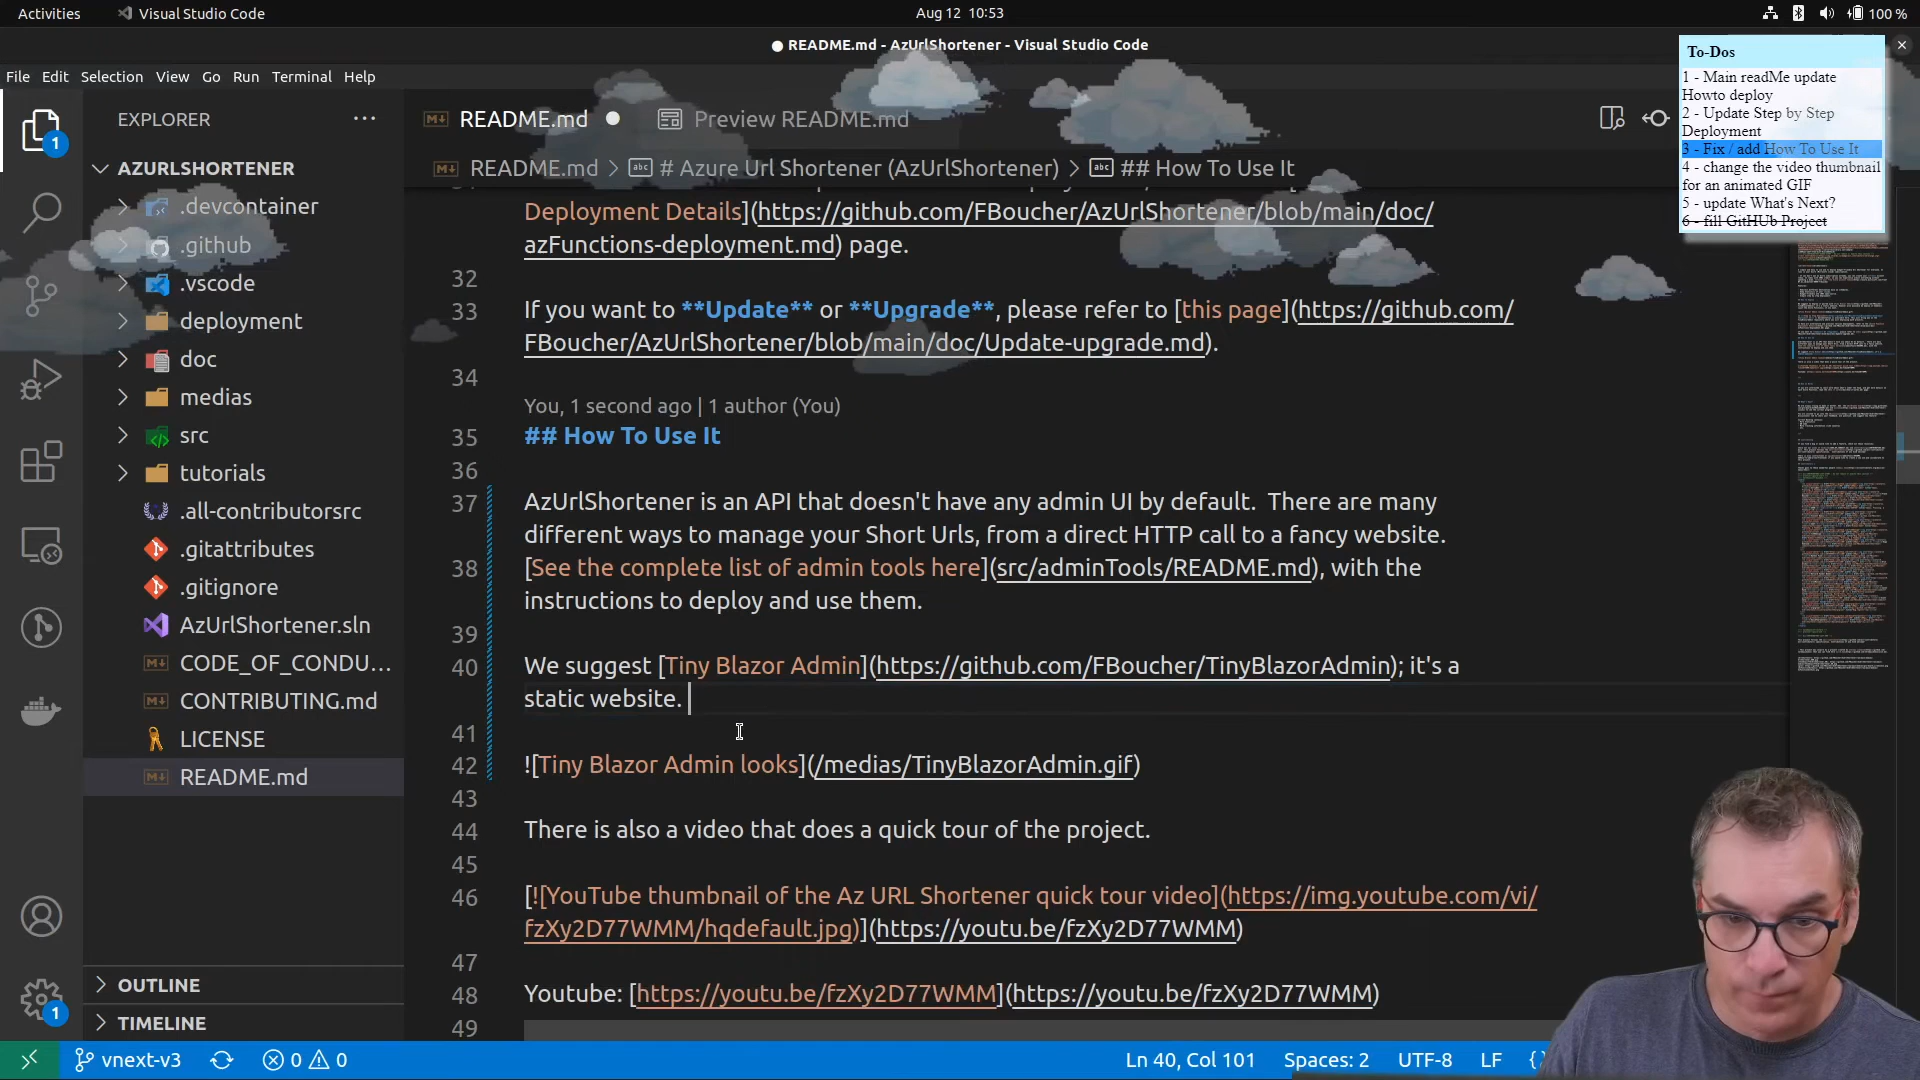 Activities
Visual Studio Code
Aug 12 10:53
100 %
README.md - AzUrlShortener - Visual Studio Code
File Edit Selection View Go Run Terminal Help
To-Dos
1 - Main readMe update
Howto deploy
2 - Update Step by Step
Deployment
3 - Fix / add How To Use It
4 - change the video thumbnail
for an animated GIF
5 - update What's Next?
6 - fill GitHUb Project
EXPLORER
AZURLSHORTENER
.devcontainer
.github
.vscode
deployment
doc
medias
src
tutorials
.all-contributorsrc
.gitattributes
.gitignore
AzUrlShortener.sln
CODE_OF_CONDU...
CONTRIBUTING.md
LICENSE
README.md
OUTLINE
TIMELINE
1
1
README.md
Preview README.md
README.md > # Azure Url Shortener (AzUrlShortener) > ## How To Use It
Deployment Details](https://github.com/FBoucher/AzUrlShortener/blob/main/doc/
azFunctions-deployment.md) page.
32
33 If you want to **Update** or **Upgrade**, please refer to [this page](https://github.com/
FBoucher/AzUrlShortener/blob/main/doc/Update-upgrade.md).
34
You, 1 second ago | 1 author (You)
35 ## How To Use It
36
37 AzUrlShortener is an API that doesn't have any admin UI by default.  There are many
different ways to manage your Short Urls, from a direct HTTP call to a fancy website.
38 [See the complete list of admin tools here](src/adminTools/README.md), with the
instructions to deploy and use them.
39
40 We suggest [Tiny Blazor Admin](https://github.com/FBoucher/TinyBlazorAdmin); it's a
static website.
41
42 ![Tiny Blazor Admin looks](/medias/TinyBlazorAdmin.gif)
43
44 There is also a video that does a quick tour of the project.
45
46 [![YouTube thumbnail of the Az URL Shortener quick tour video](https://img.youtube.com/vi/
fzXy2D77WMM/hqdefault.jpg)](https://youtu.be/fzXy2D77WMM)
47
48 Youtube: [https://youtu.be/fzXy2D77WMM](https://youtu.be/fzXy2D77WMM)
49
vnext-v3
0 0
Ln 40, Col 101
Spaces: 2
UTF-8
LF